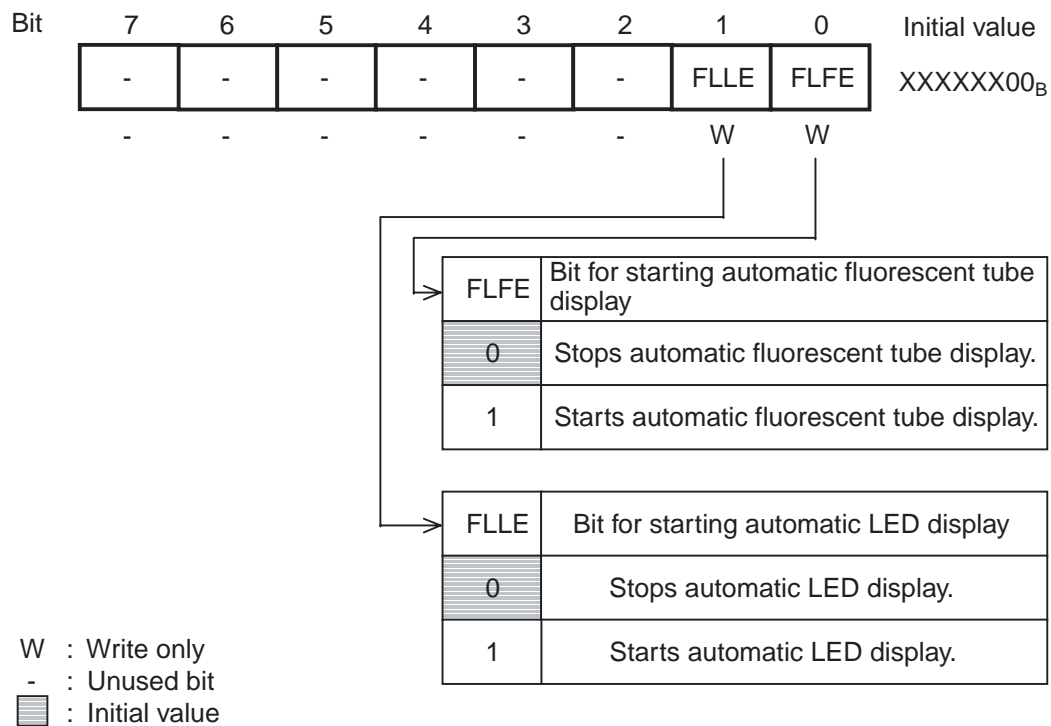 Bit 7 6 5 4 3 2 1 0 Initial value
- - - - - - FLLE FLFE XXXXXX00B
- - - - - - W W
FLFE Bit for starting automatic fluorescent tube
display
0 Stops automatic fluorescent tube display.
1 Starts automatic fluorescent tube display.
FLLE Bit for starting automatic LED display
0 Stops automatic LED display.
1 Starts automatic LED display.
W : Write only
- : Unused bit
: Initial value